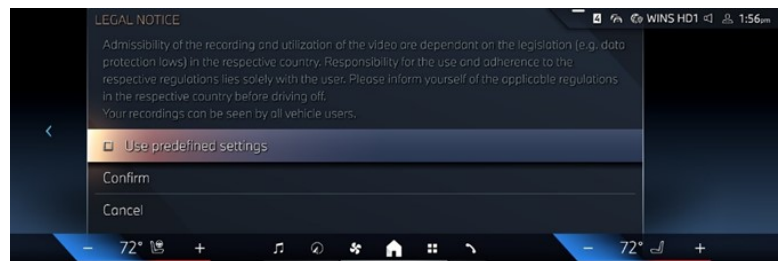 LEGAL NOTICE
4 WINS HD1 1:56pm
Admissibility of the recording and utilization of the video are dependant on the legislation (e.g. data
protection laws) in the respective country. Responsibility for the use and adherence to the
respective regulations lies solely with the user. Please inform yourself of the applicable regulations
in the respective country before driving off.
Your recordings can be seen by all vehicle users.
Use predefined settings
Confirm
Cancel
- 72° + - 72° +